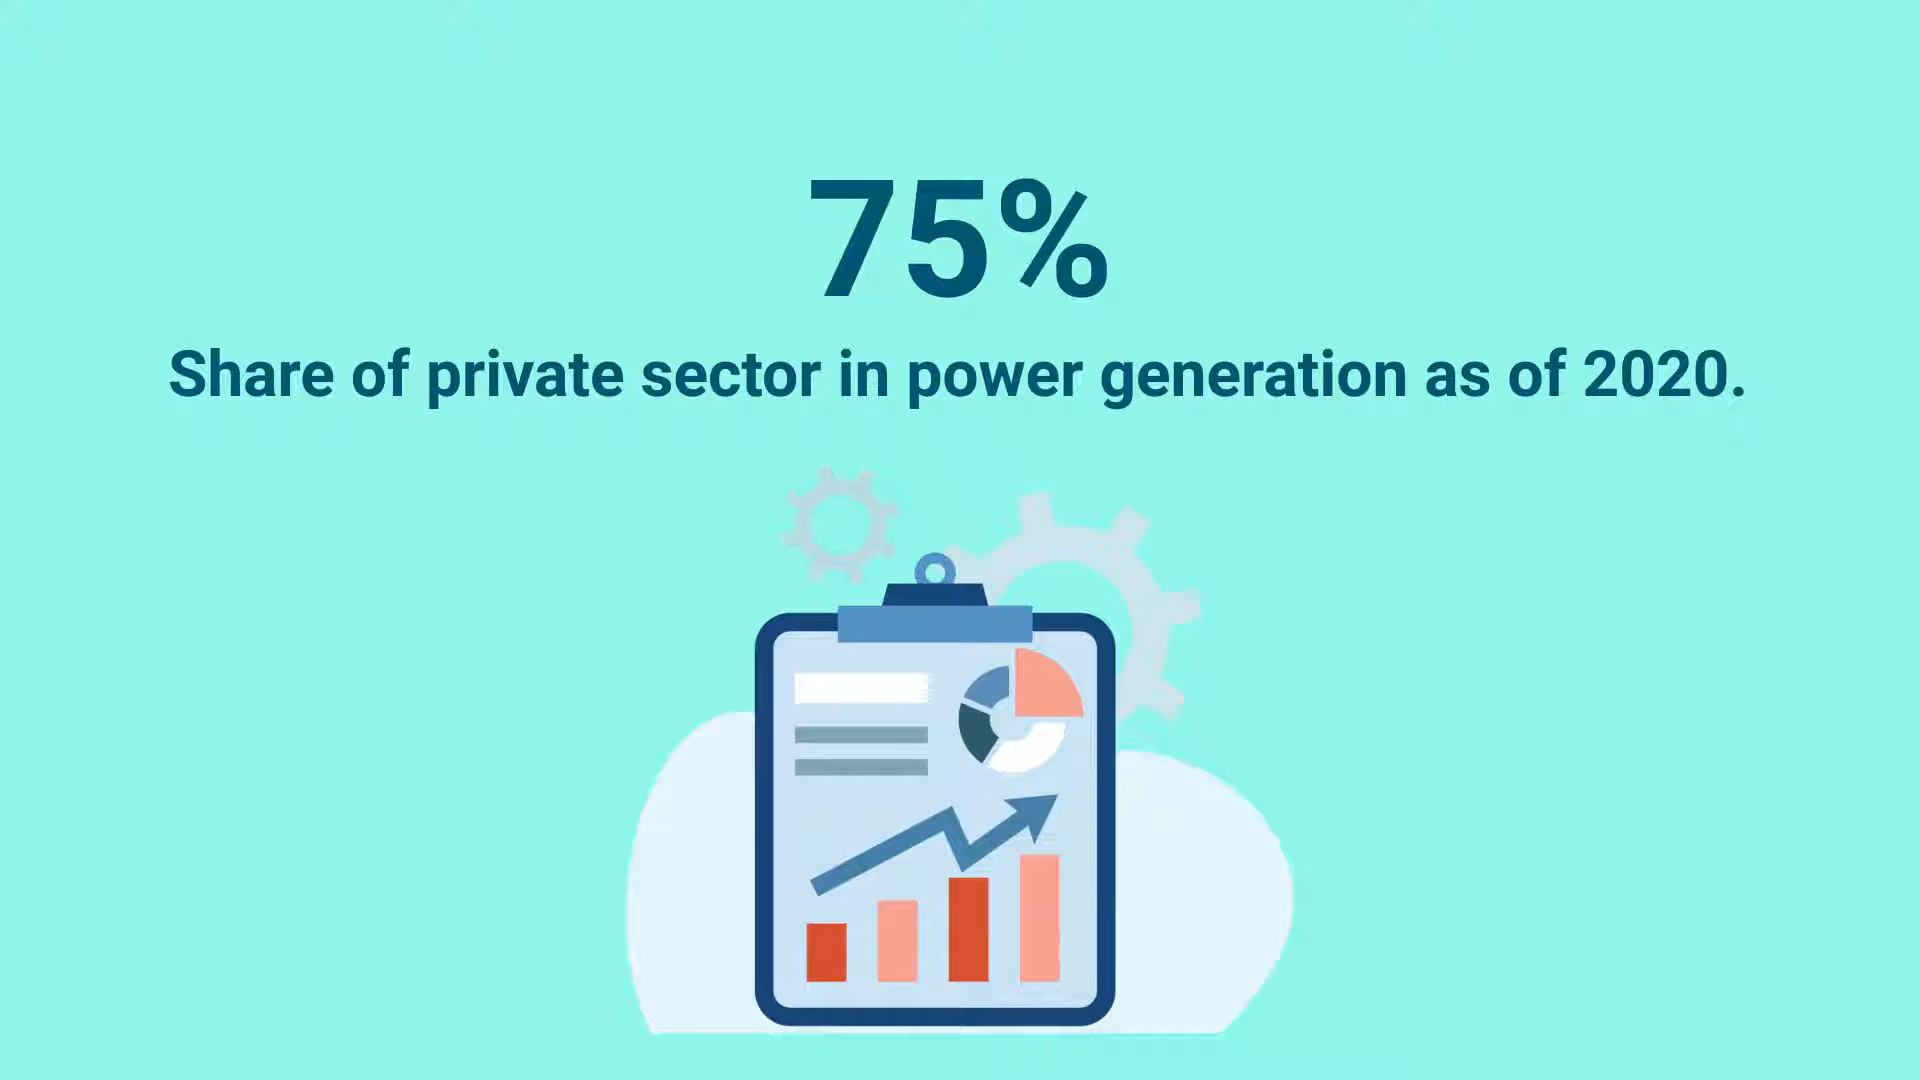 75%
Share of private sector in power generation as of 2020.